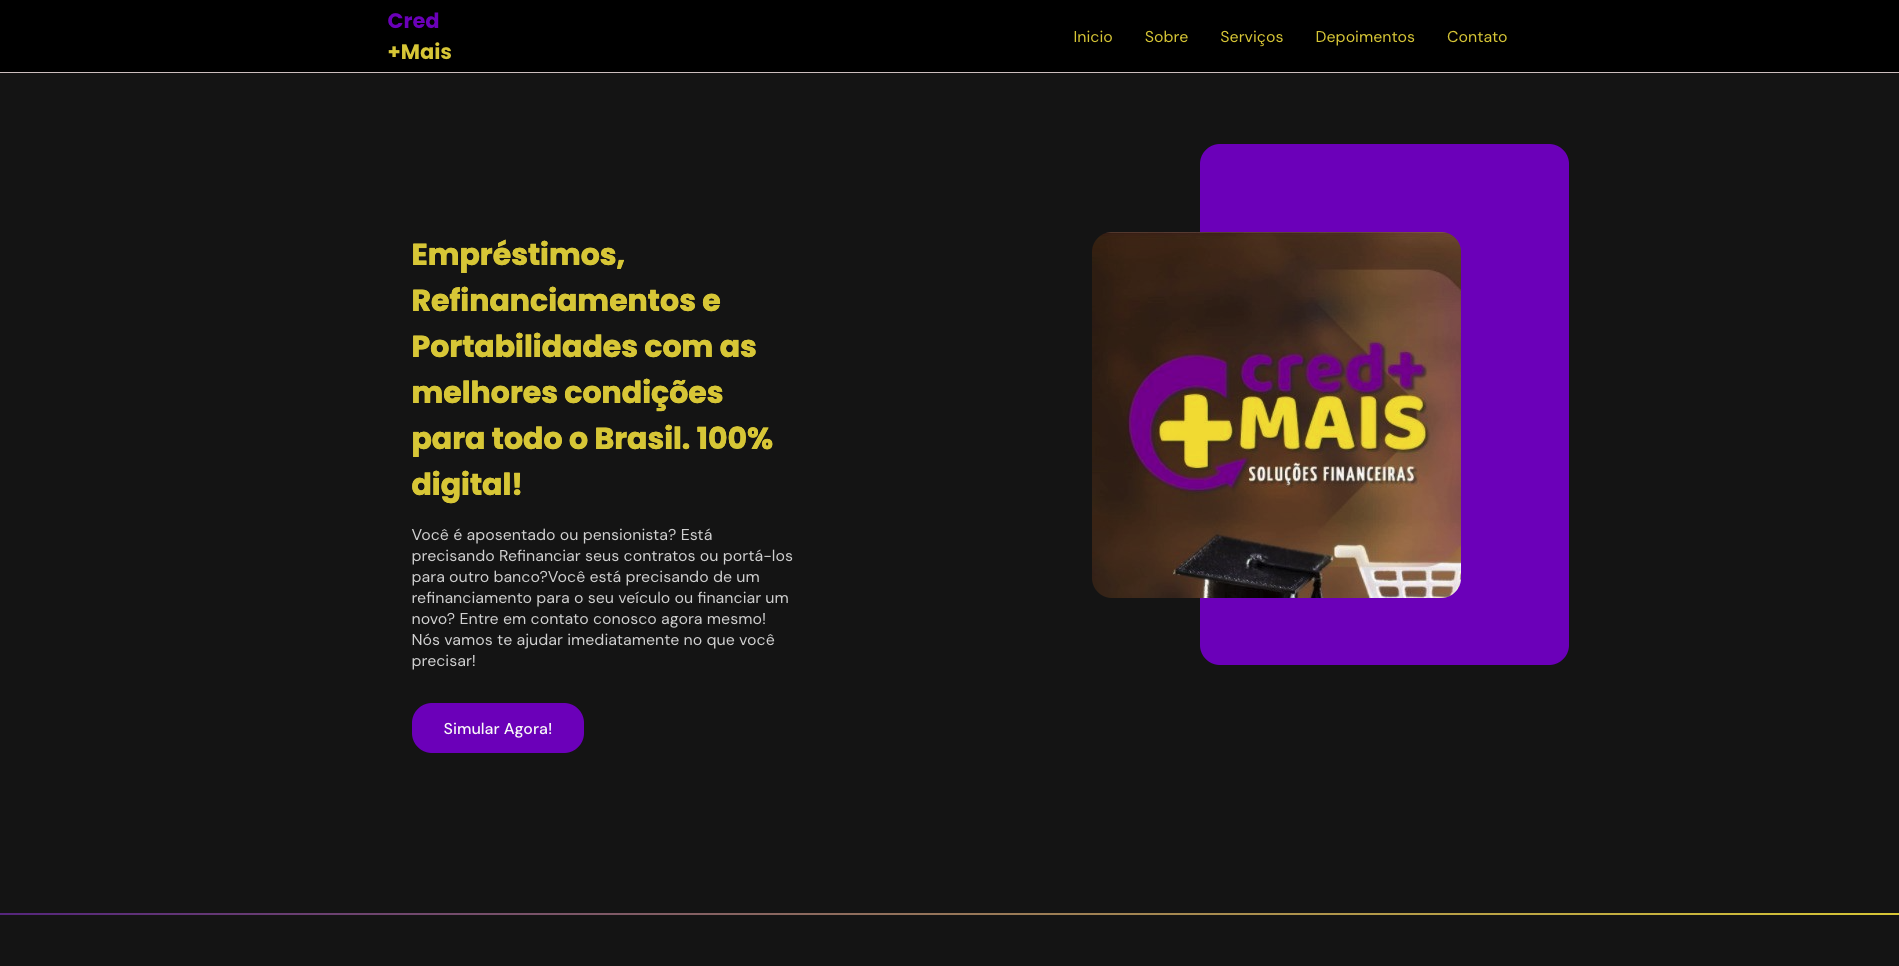 Cred
+Mais
Inicio Sobre Serviços Depoimentos Contato
Empréstimos,
Refinanciamentos e
Portabilidades com as
melhores condições
para todo o Brasil. 100%
digital!
Você é aposentado ou pensionista? Está
precisando Refinanciar seus contratos ou portá-los
para outro banco?Você está precisando de um
refinanciamento para o seu veículo ou financiar um
novo? Entre em contato conosco agora mesmo!
Nós vamos te ajudar imediatamente no que você
precisar!
Simular Agora!
cred+
+MAIS
SOLUÇÕES FINANCEIRAS